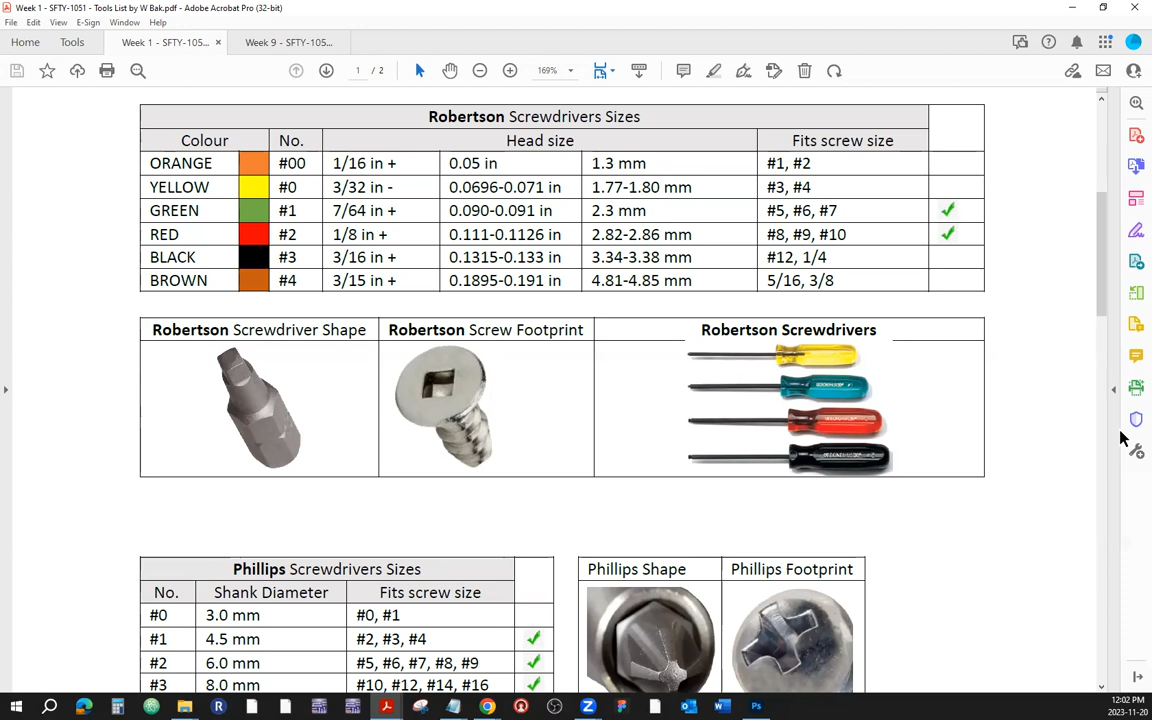 Week 1 - SFTY-1051 - Tools List by W Bak.pdf - Adobe Acrobat Pro (32-bit)
File Edit View E-Sign Window Help
Home Tools Week 1 - SFTY-105... × Week 9 - SFTY-105...
1 / 2 169%
Robertson Screwdrivers Sizes
Colour No. Head size Fits screw size
ORANGE #00 1/16 in + 0.05 in 1.3 mm #1, #2
YELLOW #0 3/32 in - 0.0696-0.071 in 1.77-1.80 mm #3, #4
GREEN #1 7/64 in + 0.090-0.091 in 2.3 mm #5, #6, #7
RED #2 1/8 in + 0.111-0.1126 in 2.82-2.86 mm #8, #9, #10
BLACK #3 3/16 in + 0.1315-0.133 in 3.34-3.38 mm #12, 1/4
BROWN #4 3/15 in + 0.1895-0.191 in 4.81-4.85 mm 5/16, 3/8
Robertson Screwdriver Shape Robertson Screw Footprint Robertson Screwdrivers
Phillips Screwdrivers Sizes Phillips Shape Phillips Footprint
No. Shank Diameter Fits screw size
#0 3.0 mm #0, #1
#1 4.5 mm #2, #3, #4
#2 6.0 mm #5, #6, #7, #8, #9
#3 8.0 mm #10, #12, #14, #16
12:02 PM
2023-11-20